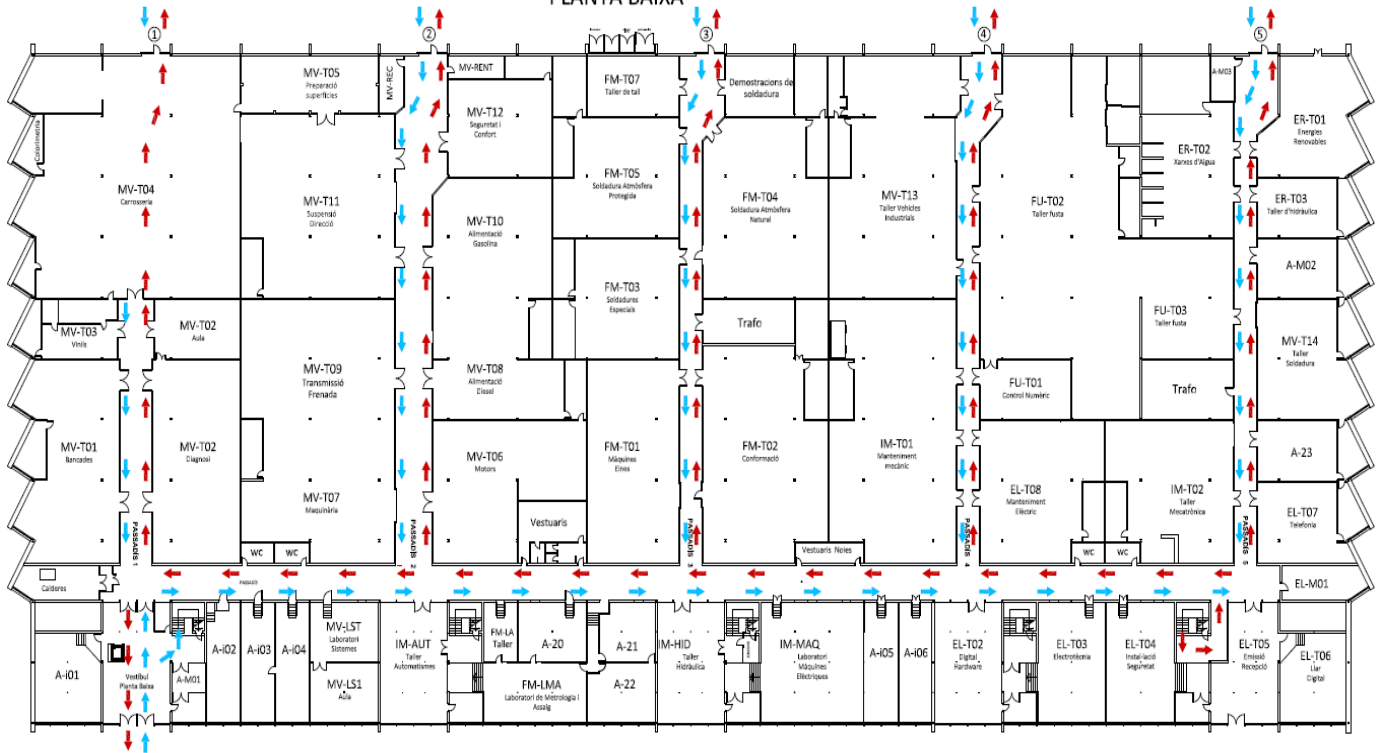 PLANTA BAIXA
1
2
3
4
5
MV-T05
Preparació
superfícies
MV-REC
MV-RENT
FM-T07
Taller de tall
Demostracions de
soldadura
A-M03
Colorimetria
MV-T12
Seguretat i
Confort
ER-T01
Energies
Renovables
ER-T02
Xarxes d'Aigua
MV-T04
Carrosseria
MV-T11
Suspensió
Direcció
FM-T05
Soldadura Atmòsfera
Protegida
FM-T04
Soldadura Atmòsfera
Natural
MV-T13
Taller Vehicles
Industrials
FU-T02
Taller fusta
ER-T03
Taller d'hidràulica
MV-T10
Alimentació
Gasolina
A-M02
FM-T03
Soldadures
Especials
MV-T03
Vinils
MV-T02
Aula
Trafo
FU-T03
Taller fusta
MV-T14
Taller
Soldadura
MV-T09
Transmissió
Frenada
MV-T08
Alimentació
Diesel
FU-T01
Control Numèric
Trafo
MV-T01
Bancades
MV-T02
Diagnosi
MV-T06
Motors
FM-T01
Màquines
Eines
FM-T02
Conformació
IM-T01
Manteniment
mecànic
A-23
MV-T07
Maquinària
EL-T08
Manteniment
Elèctric
IM-T02
Taller
Mecatrònica
EL-T07
Telefonia
Vestuaris
PASSADÍS 1
2
PASSADÍS 3
PASSADÍS 4
PASSADÍS 5
WC
WC
Vestuaris Noies
WC
WC
Calderes
PASSADÍS
EL-M01
A-i01
Vestíbul
Planta Baixa
A-M01
A-i02
A-i03
A-i04
MV-LST
Laboratori
Sistemes
MV-LS1
Aula
IM-AUT
Taller
Automatismes
FM-LA
Taller
A-20
FM-LMA
Laboratori de Metrologia i
Assaig
A-21
A-22
IM-HID
Taller
Hidràulica
IM-MAQ
Laboratori
Màquines
Elèctriques
A-i05
A-i06
EL-T02
Digital
Hardware
EL-T03
Electrotècnia
EL-T04
Instal·lació
Seguretat
EL-T05
Emissió
Recepció
EL-T06
Llar
Digital